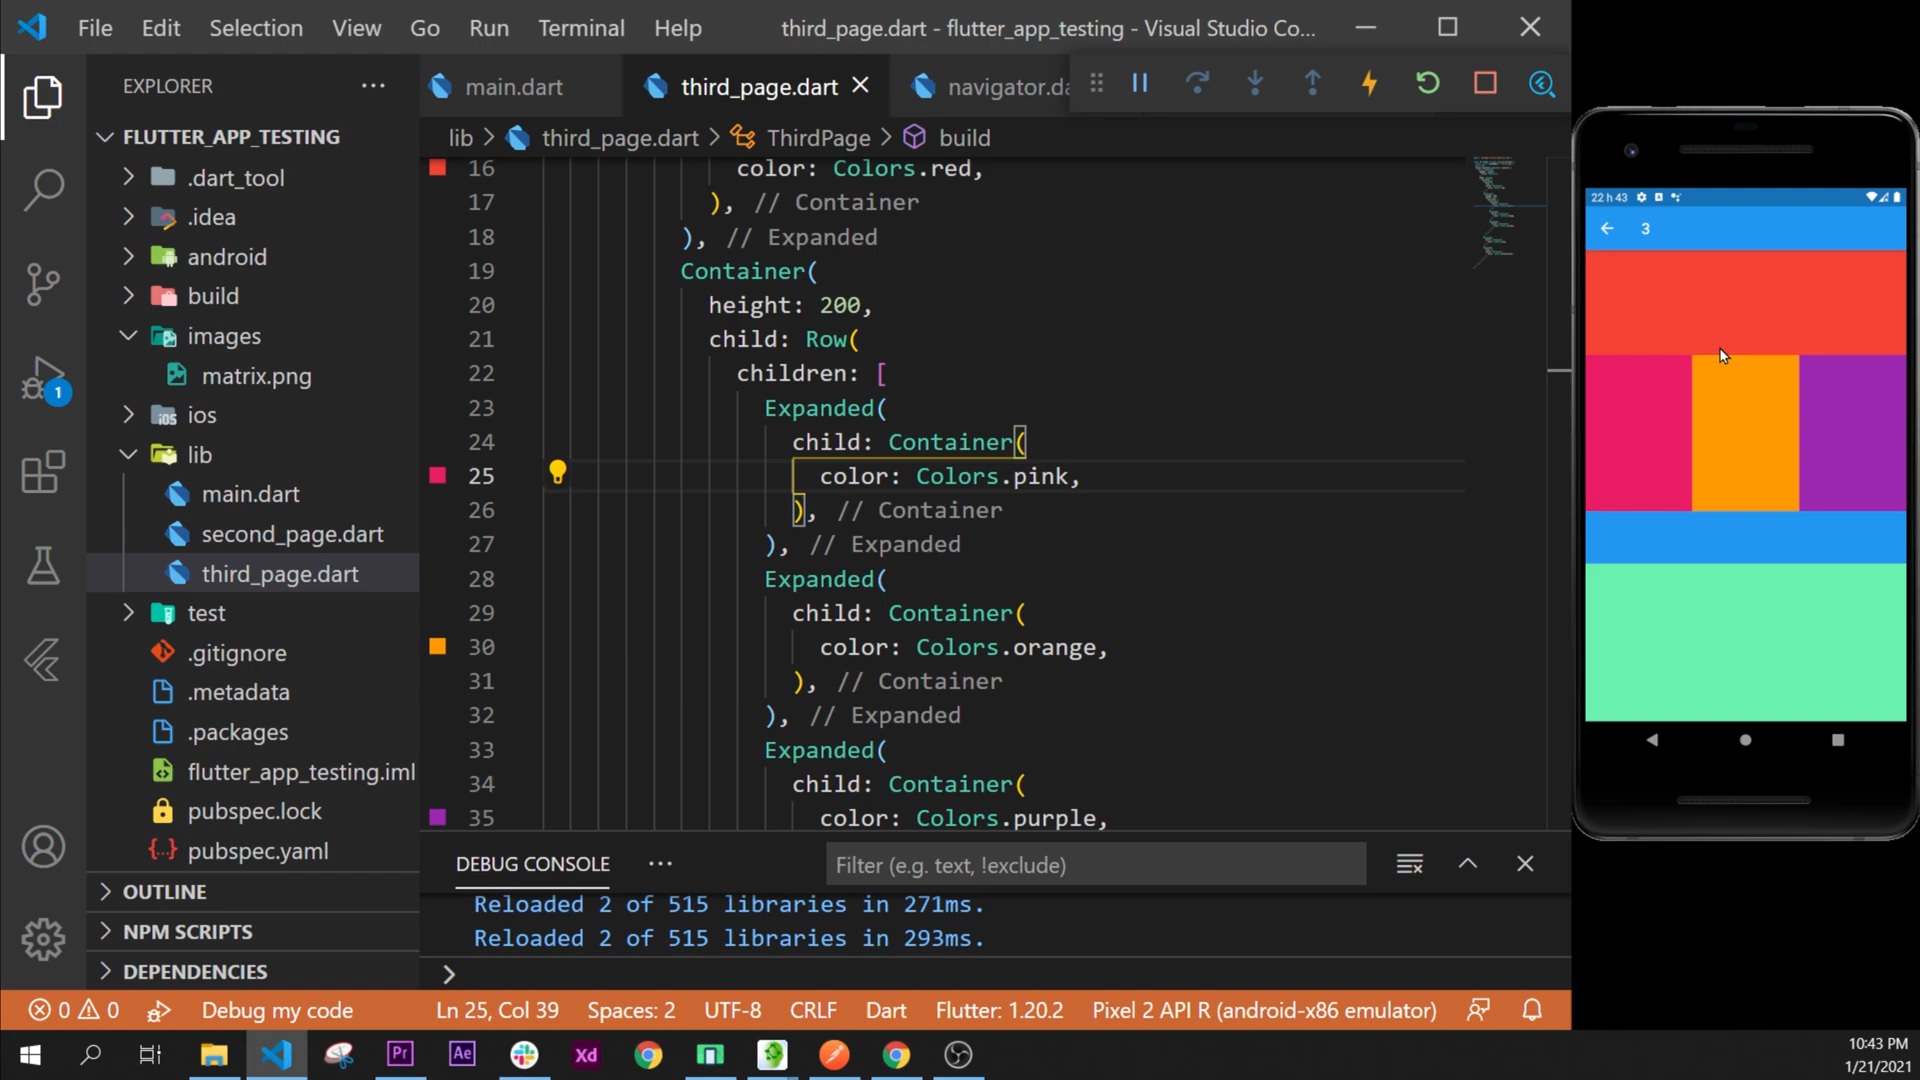 File Edit Selection View Go Run Terminal Help third_page.dart - flutter_app_testing - Visual Studio Co...
EXPLORER ...
main.dart third_page.dart navigator.da
FLUTTER_APP_TESTING
lib > third_page.dart > ThirdPage > build
.dart_tool
.idea
android
build
images
matrix.png
ios
lib
main.dart
second_page.dart
third_page.dart
test
.gitignore
.metadata
.packages
flutter_app_testing.iml
pubspec.lock
pubspec.yaml
OUTLINE
NPM SCRIPTS
DEPENDENCIES
1
iOS
16 color: Colors.red,
17 ), // Container
18 ), // Expanded
19 Container(
20 height: 200,
21 child: Row(
22 children: [
23 Expanded(
24 child: Container(
25 color: Colors.pink,
26 ), // Container
27 ), // Expanded
28 Expanded(
29 child: Container(
30 color: Colors.orange,
31 ), // Container
32 ), // Expanded
33 Expanded(
34 child: Container(
35 color: Colors.purple,
DEBUG CONSOLE ... Filter (e.g. text, !exclude)
Reloaded 2 of 515 libraries in 271ms.
Reloaded 2 of 515 libraries in 293ms.
>
22 h 43
3
0 0 Debug my code Ln 25, Col 39 Spaces: 2 UTF-8 CRLF Dart Flutter: 1.20.2 Pixel 2 API R (android-x86 emulator)
Pr Ae Xd
10:43 PM
1/21/2021